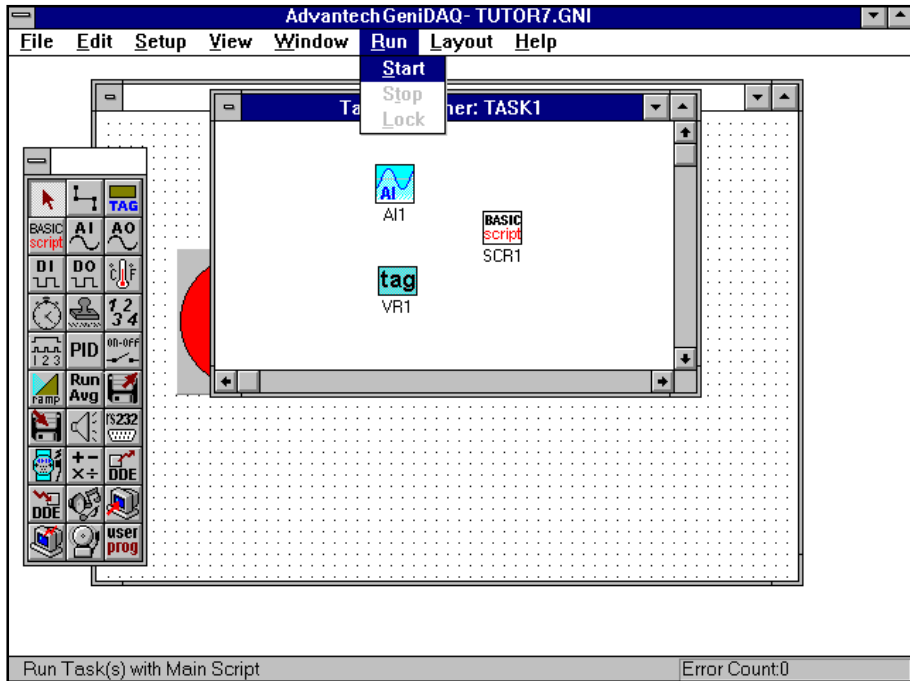 Advantech GeniDAQ- TUTOR7.GNI
File Edit Setup View Window Run Layout Help
Start
Stop
Lock
Ta
ner: TASK1
AI
AI1
BASIC
script
SCR1
tag
VR1
TAG
BASIC
script
AI
AO
DI
DO
°C
°F
1 2
3 4
1 2 3
PID
on-off
ramp
Run
Avg
rs232
+ −
× ÷
DDE
DDE
user
prog
Run Task(s) with Main Script
Error Count:0